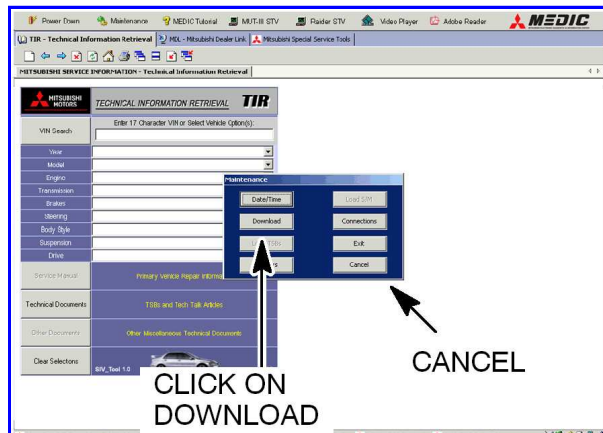 Power Down Maintenance MEDIC Tutorial MUT-III STV Raider STV Video Player Adobe Reader MEDIC
TIR - Technical Information Retrieval MDL - Mitsubishi Dealer Link Mitsubishi Special Service Tools
MITSUBISHI SERVICE INFORMATION - Technical Information Retrieval
MITSUBISHI MOTORS TECHNICAL INFORMATION RETRIEVAL TIR
Enter 17 Character VIN or Select Vehicle Option(s):
VIN Search
Year
Model
Engine
Transmission
Brakes
Steering
Body Style
Suspension
Drive
Maintenance
Date/Time Load SIM
Download Connections
Exit
Cancel
Service Manual Primary Vehicle Repair
Technical Documents TSBs and Tech Talk Articles
Other Documents Other Miscellaneous Technical Documents
Clear Selections GIV_Tool 1.0
CANCEL
CLICK ON
DOWNLOAD